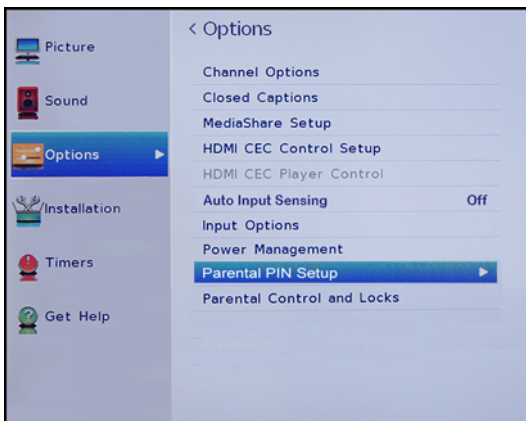 Picture
Sound
Options
Installation
Timers
Get Help
< Options
Channel Options
Closed Captions
MediaShare Setup
HDMI CEC Control Setup
HDMI CEC Player Control
Auto Input Sensing Off
Input Options
Power Management
Parental PIN Setup
Parental Control and Locks